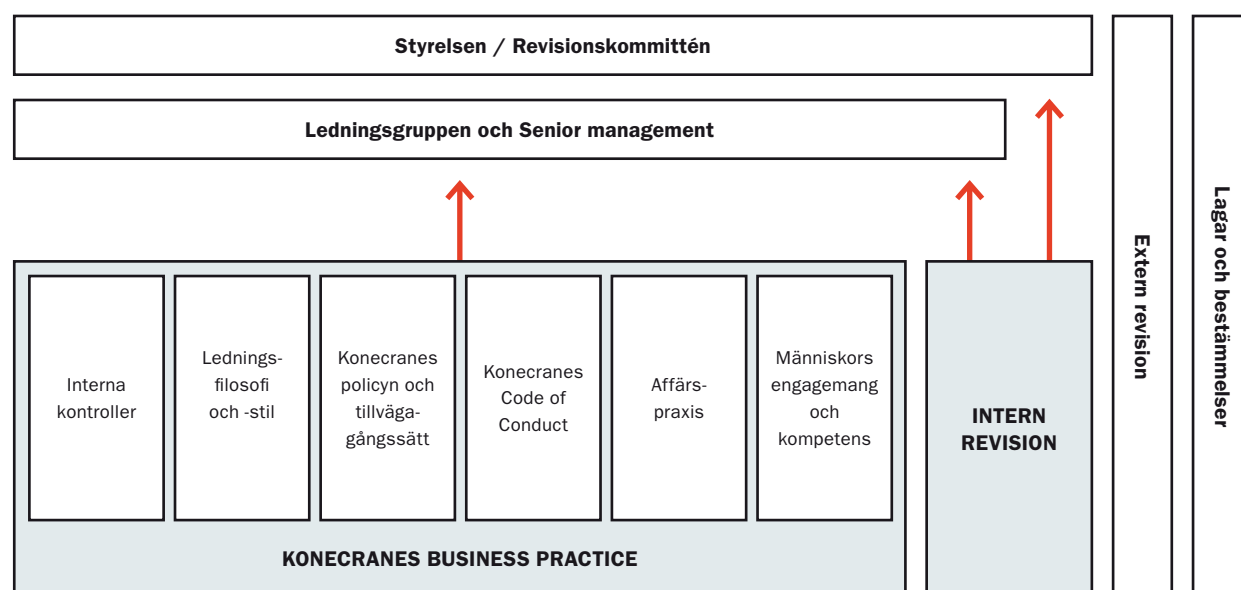 Styrelsen / Revisionskommittén
Ledningsgruppen och Senior management
Interna
kontroller
Lednings-
filosofi
och -stil
Konecranes
policyn och
tillväga-
gångssätt
Konecranes
Code of
Conduct
Affärs-
praxis
Människors
engagemang
och
kompetens
KONECRANES BUSINESS PRACTICE
INTERN
REVISION
Extern revision
Lagar och bestämmelser